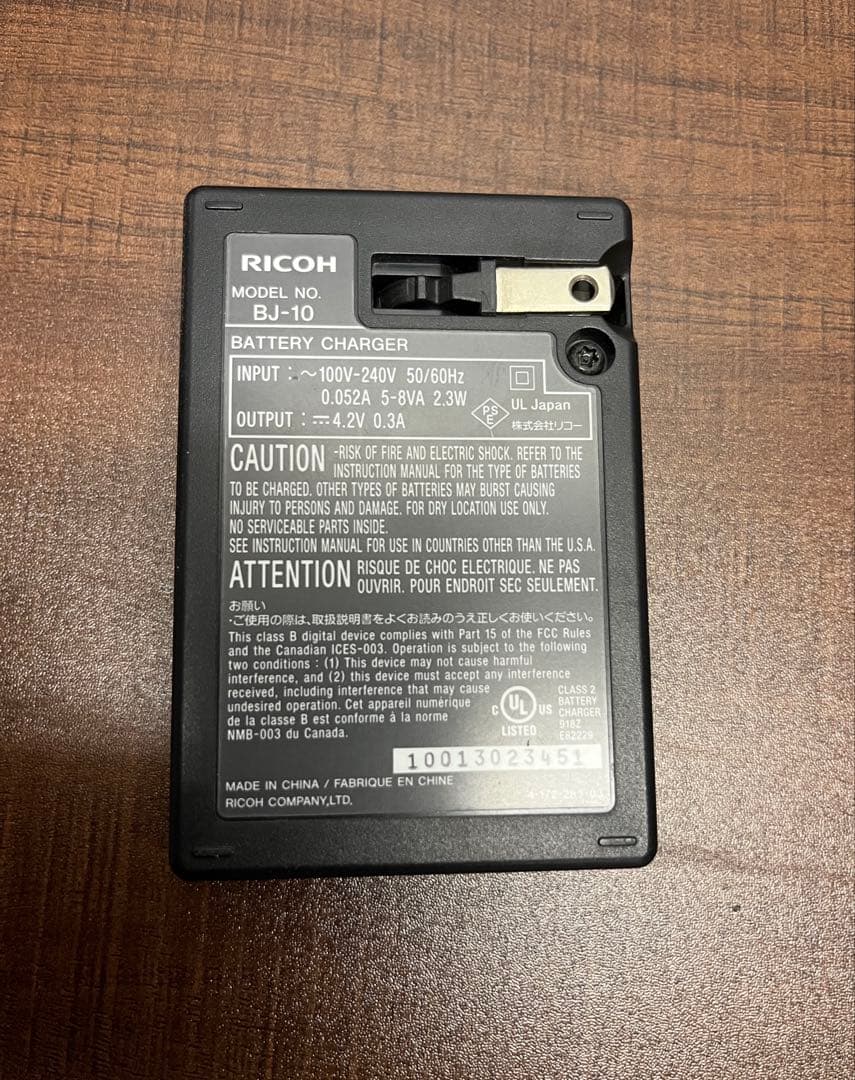 RICOH
MODEL NO.
BJ-10
BATTERY CHARGER
INPUT : ～100V-240V 50/60Hz
0.052A 5-8VA 2.3W
OUTPUT : ⎓4.2V 0.3A
PS
E
UL Japan
株式会社リコー
CAUTION -RISK OF FIRE AND ELECTRIC SHOCK. REFER TO THE
INSTRUCTION MANUAL FOR THE TYPE OF BATTERIES
TO BE CHARGED. OTHER TYPES OF BATTERIES MAY BURST CAUSING
INJURY TO PERSONS AND DAMAGE. FOR DRY LOCATION USE ONLY.
NO SERVICEABLE PARTS INSIDE.
SEE INSTRUCTION MANUAL FOR USE IN COUNTRIES OTHER THAN THE U.S.A.
ATTENTION RISQUE DE CHOC ELECTRIQUE. NE PAS
OUVRIR. POUR ENDROIT SEC SEULEMENT.
お願い
・ご使用の際は、取扱説明書をよくお読みのうえ正しくお使いください。
This class B digital device complies with Part 15 of the FCC Rules
and the Canadian ICES-003. Operation is subject to the following
two conditions : (1) This device may not cause harmful
interference, and (2) this device must accept any interference
received, including interference that may cause
undesired operation. Cet appareil numérique
de la classe B est conforme à la norme
NMB-003 du Canada.
C UL US
LISTED
CLASS 2
BATTERY
CHARGER
918Z
E82229
10013023451
MADE IN CHINA / FABRIQUE EN CHINE
RICOH COMPANY,LTD.